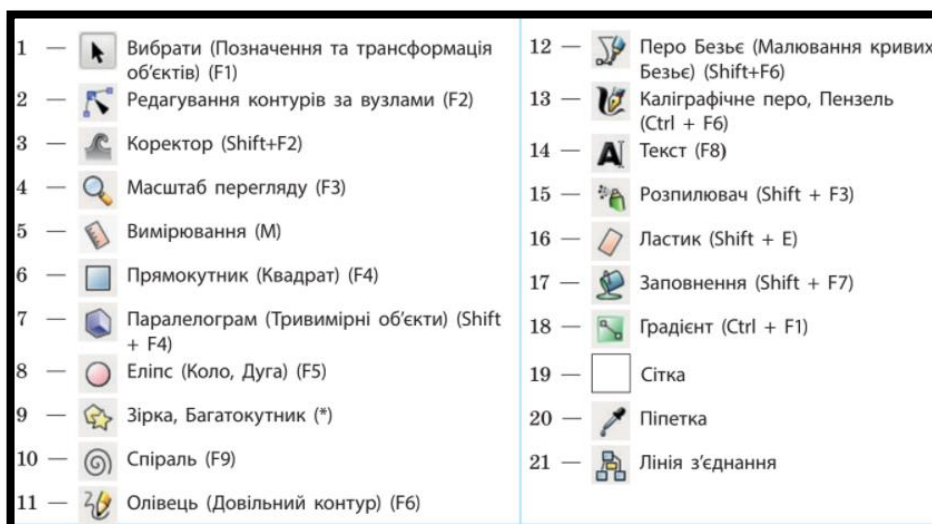 1 — Вибрати (Позначення та трансформація
об’єктів) (F1)
2 — Редагування контурів за вузлами (F2)
3 — Коректор (Shift+F2)
4 — Масштаб перегляду (F3)
5 — Вимірювання (M)
6 — Прямокутник (Квадрат) (F4)
7 — Паралелограм (Тривимірні об’єкти) (Shift
+ F4)
8 — Еліпс (Коло, Дуга) (F5)
9 — Зірка, Багатокутник (*)
10 — Спіраль (F9)
11 — Олівець (Довільний контур) (F6)
12 — Перо Безьє (Малювання кривих
Безьє) (Shift+F6)
13 — Каліграфічне перо, Пензель
(Ctrl + F6)
14 — Текст (F8)
15 — Розпилювач (Shift + F3)
16 — Ластик (Shift + E)
17 — Заповнення (Shift + F7)
18 — Градієнт (Ctrl + F1)
19 — Сітка
20 — Піпетка
21 — Лінія з’єднання